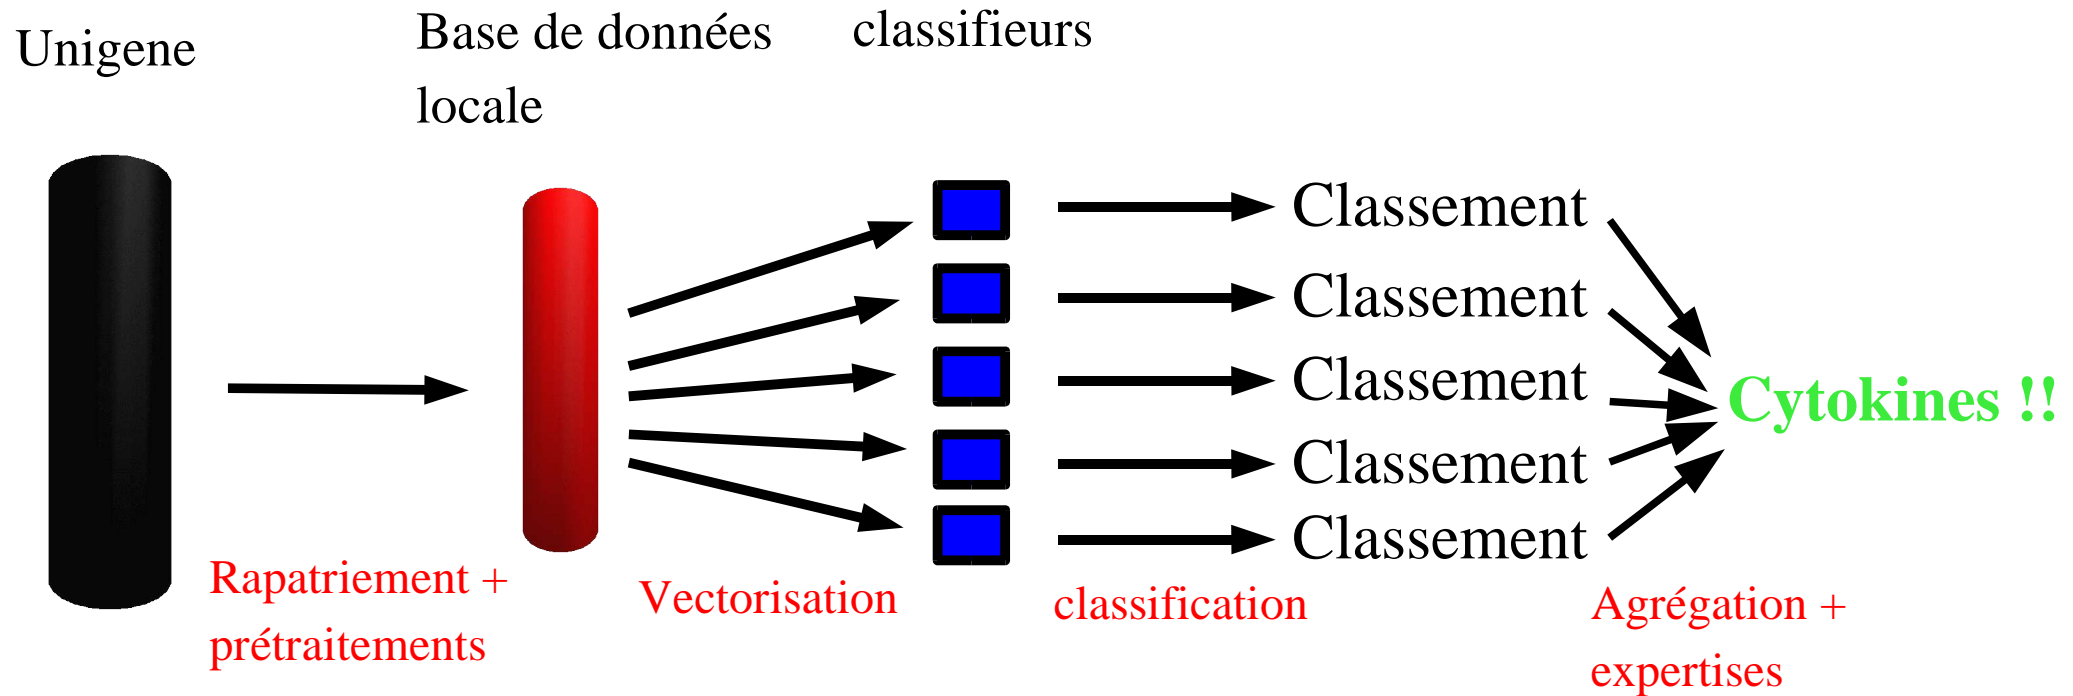 Unigene
Base de données
locale
classifieurs
Classement
Classement
Classement
Cytokines !!
Classement
Classement
Rapatriement +
prétraitements
Vectorisation
classification
Agrégation +
expertises